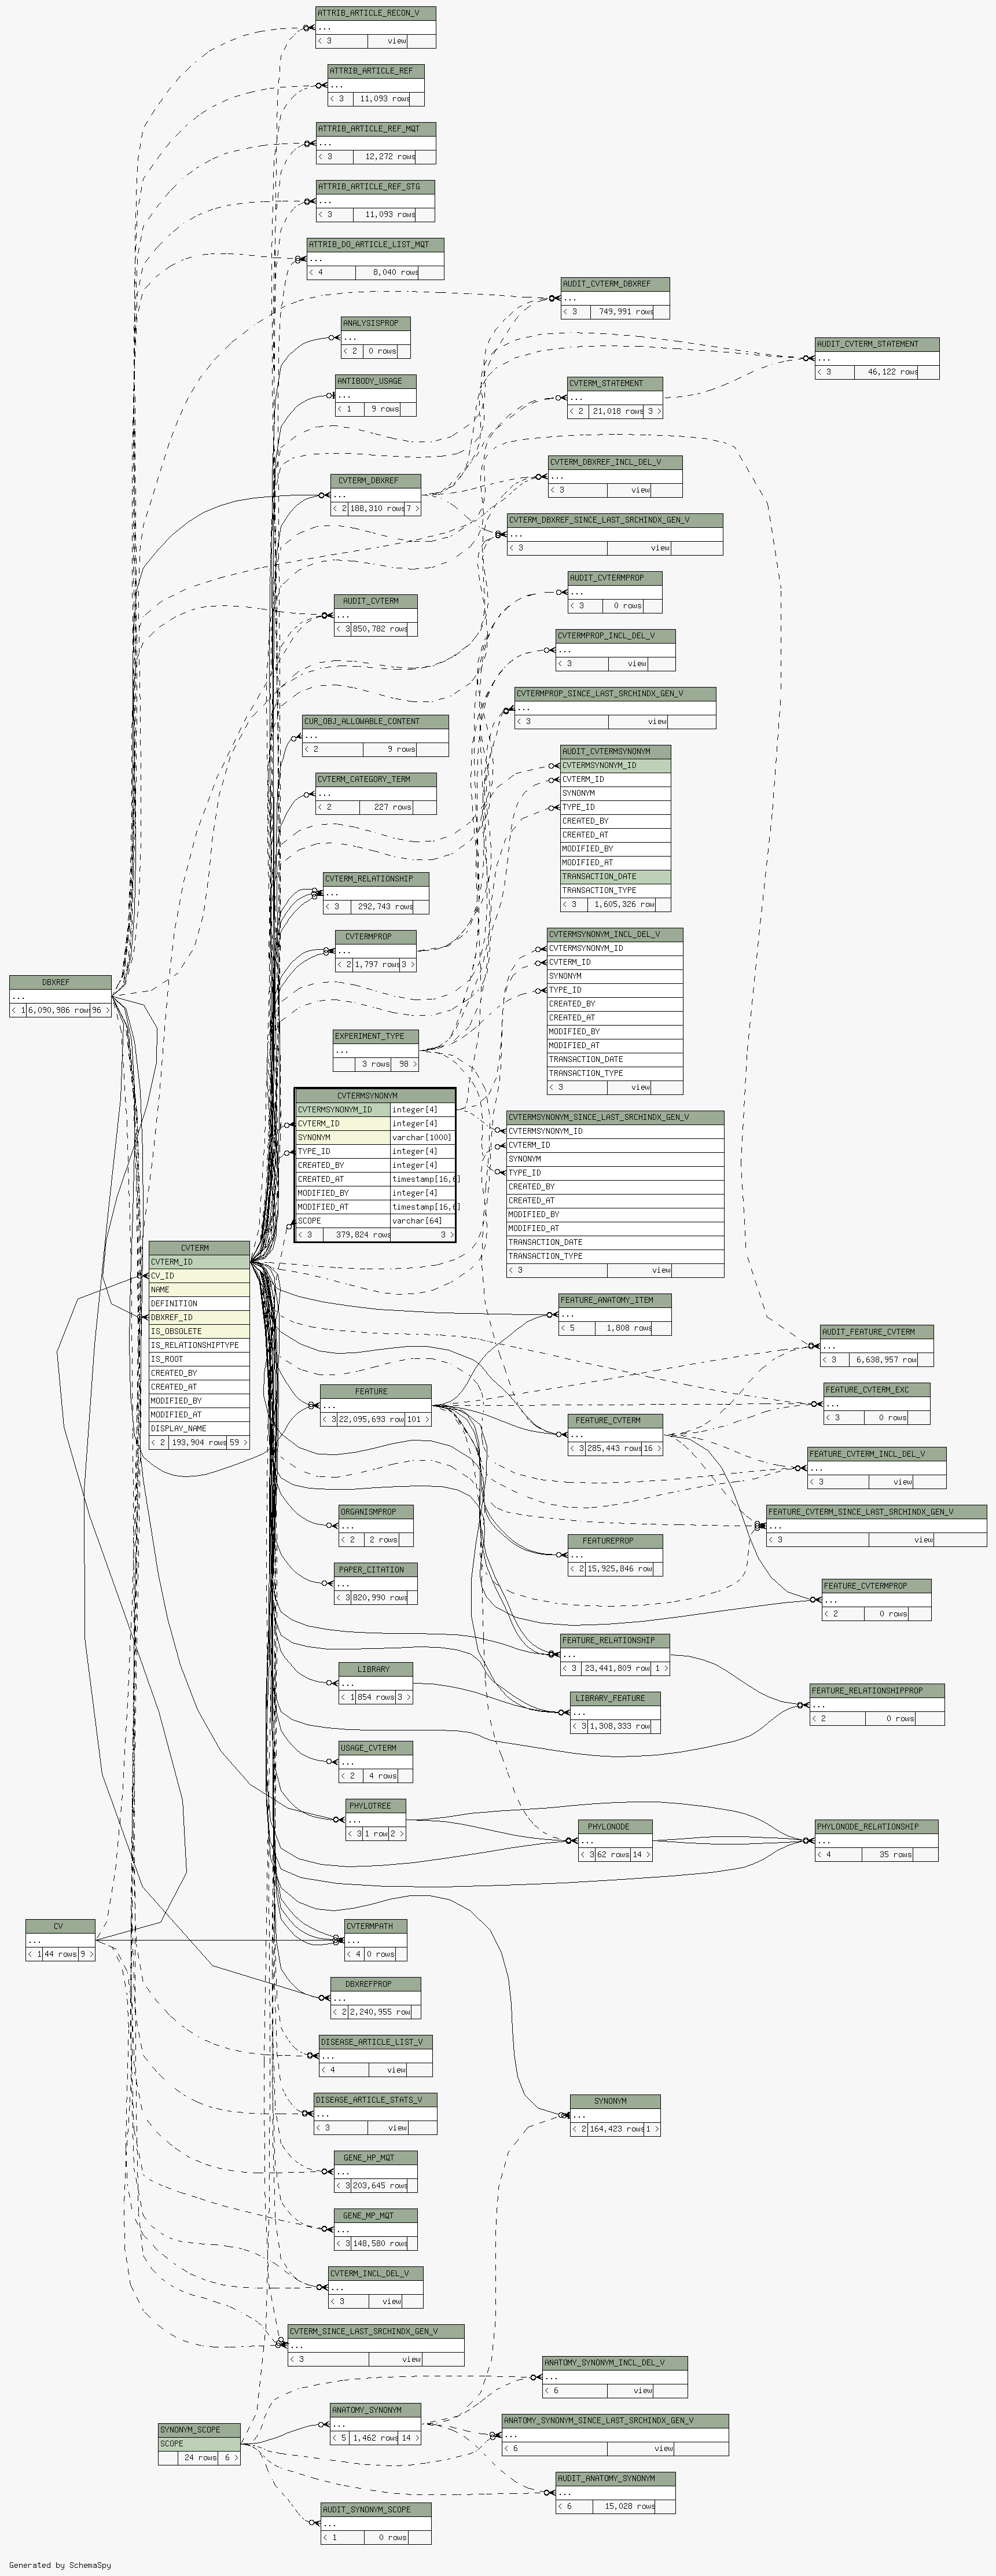 ATTRIB_ARTICLE_RECON_V
...
< 3 view
ATTRIB_ARTICLE_REF
...
< 3 11,093 rows
ATTRIB_ARTICLE_REF_MQT
...
< 3 12,272 rows
ATTRIB_ARTICLE_REF_STG
...
< 3 11,093 rows
ATTRIB_DO_ARTICLE_LIST_MQT
...
< 4 8,040 rows
AUDIT_CVTERM_DBXREF
...
< 3 749,991 rows
ANALYSISPROP
...
< 2 0 rows
AUDIT_CVTERM_STATEMENT
...
< 3 46,122 rows
ANTIBODY_USAGE
...
< 1 9 rows
CVTERM_STATEMENT
...
< 2 21,018 rows 3 >
CVTERM_DBXREF_INCL_DEL_V
...
< 3 view
CVTERM_DBXREF
...
< 2 188,310 rows 7 >
CVTERM_DBXREF_SINCE_LAST_SRCHINDX_GEN_V
...
< 3 view
AUDIT_CVTERMPROP
...
< 3 0 rows
AUDIT_CVTERM
...
< 3 850,782 rows
CVTERMPROP_INCL_DEL_V
...
< 3 view
CVTERMPROP_SINCE_LAST_SRCHINDX_GEN_V
...
< 3 view
CUR_OBJ_ALLOWABLE_CONTENT
...
< 2 9 rows
AUDIT_CVTERMSYNONYM
CVTERMSYNONYM_ID
CVTERM_ID
SYNONYM
TYPE_ID
CREATED_BY
CREATED_AT
MODIFIED_BY
MODIFIED_AT
TRANSACTION_DATE
TRANSACTION_TYPE
< 3 1,605,326 row
CVTERM_CATEGORY_TERM
...
< 2 227 rows
CVTERM_RELATIONSHIP
...
< 3 292,743 rows
CVTERMPROP
...
< 2 1,797 rows 3 >
CVTERMSYNONYM_INCL_DEL_V
CVTERMSYNONYM_ID
CVTERM_ID
SYNONYM
TYPE_ID
CREATED_BY
CREATED_AT
MODIFIED_BY
MODIFIED_AT
TRANSACTION_DATE
TRANSACTION_TYPE
< 3 view
DBXREF
...
< 1 6,090,986 row 96 >
EXPERIMENT_TYPE
...
3 rows 98 >
CVTERMSYNONYM
CVTERMSYNONYM_ID integer[4]
CVTERM_ID integer[4]
SYNONYM varchar[1000]
TYPE_ID integer[4]
CREATED_BY integer[4]
CREATED_AT timestamp[16,6]
MODIFIED_BY integer[4]
MODIFIED_AT timestamp[16,6]
SCOPE varchar[64]
< 3 379,824 rows 3 >
CVTERMSYNONYM_SINCE_LAST_SRCHINDX_GEN_V
CVTERMSYNONYM_ID
CVTERM_ID
SYNONYM
TYPE_ID
CREATED_BY
CREATED_AT
MODIFIED_BY
MODIFIED_AT
TRANSACTION_DATE
TRANSACTION_TYPE
< 3 view
CVTERM
CVTERM_ID
CV_ID
NAME
DEFINITION
DBXREF_ID
IS_OBSOLETE
IS_RELATIONSHIPTYPE
IS_ROOT
CREATED_BY
CREATED_AT
MODIFIED_BY
MODIFIED_AT
DISPLAY_NAME
< 2 193,904 rows 59 >
FEATURE_ANATOMY_ITEM
...
< 5 1,808 rows
AUDIT_FEATURE_CVTERM
...
< 3 6,638,957 row
FEATURE
...
< 3 22,095,693 row 101 >
FEATURE_CVTERM_EXC
...
< 3 0 rows
FEATURE_CVTERM
...
< 3 285,443 rows 16 >
FEATURE_CVTERM_INCL_DEL_V
...
< 3 view
ORGANISMPROP
...
< 2 2 rows
FEATURE_CVTERM_SINCE_LAST_SRCHINDX_GEN_V
...
< 3 view
FEATUREPROP
...
< 2 15,925,846 row
PAPER_CITATION
...
< 3 820,990 rows
FEATURE_CVTERMPROP
...
< 2 0 rows
FEATURE_RELATIONSHIP
...
< 3 23,441,809 row 1 >
LIBRARY
...
< 1 854 rows 3 >
FEATURE_RELATIONSHIPPROP
...
< 2 0 rows
LIBRARY_FEATURE
...
< 3 1,308,333 row
USAGE_CVTERM
...
< 2 4 rows
PHYLOTREE
...
< 3 1 row 2 >
PHYLONODE
...
< 3 62 rows 14 >
PHYLONODE_RELATIONSHIP
...
< 4 35 rows
CV
...
< 1 44 rows 9 >
CVTERMPATH
...
< 4 0 rows
DBXREFPROP
...
< 2 2,240,955 row
DISEASE_ARTICLE_LIST_V
...
< 4 view
DISEASE_ARTICLE_STATS_V
...
< 3 view
SYNONYM
...
< 2 164,423 rows 1 >
GENE_HP_MQT
...
< 3 203,645 rows
GENE_MP_MQT
...
< 3 148,580 rows
CVTERM_INCL_DEL_V
...
< 3 view
CVTERM_SINCE_LAST_SRCHINDX_GEN_V
...
< 3 view
ANATOMY_SYNONYM_INCL_DEL_V
...
< 6 view
ANATOMY_SYNONYM
...
< 5 1,462 rows 14 >
ANATOMY_SYNONYM_SINCE_LAST_SRCHINDX_GEN_V
...
< 6 view
SYNONYM_SCOPE
SCOPE
24 rows 6 >
AUDIT_ANATOMY_SYNONYM
...
< 6 15,028 rows
AUDIT_SYNONYM_SCOPE
...
< 1 0 rows
Generated by SchemaSpy